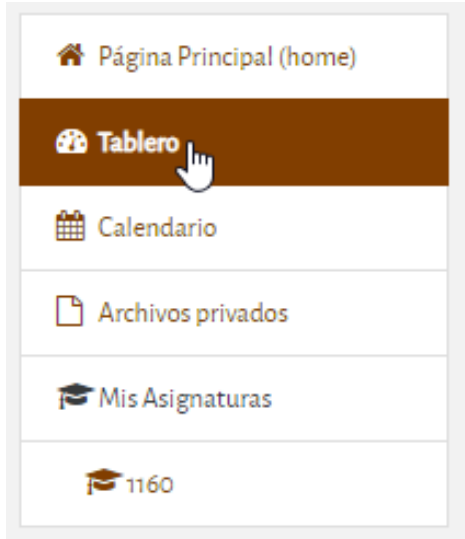 Página Principal (home)
Tablero
Calendario
Archivos privados
Mis Asignaturas
1160